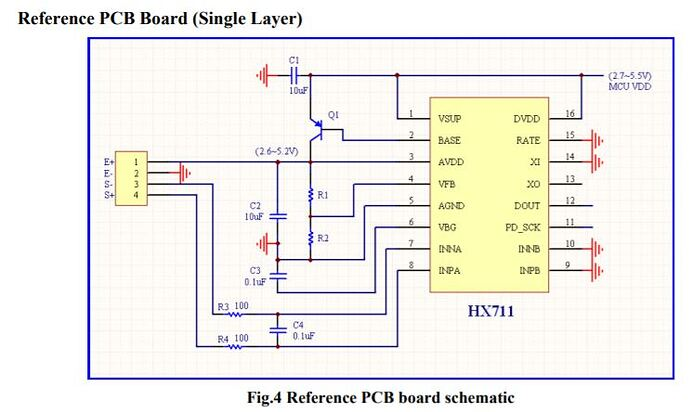 Reference PCB Board (Single Layer)
C1
10uF
(2.7~5.5V)
MCU VDD
Q1
(2.6~5.2V)
E+ 1
E- 2
S- 3
S+ 4
R1
R2
C2
10uF
C3
0.1uF
R3 100
C4
0.1uF
R4 100
1 VSUP DVDD 16
2 BASE RATE 15
3 AVDD XI 14
4 VFB XO 13
5 AGND DOUT 12
6 VBG PD_SCK 11
7 INNA INNB 10
8 INPA INPB 9
HX711
Fig.4 Reference PCB board schematic